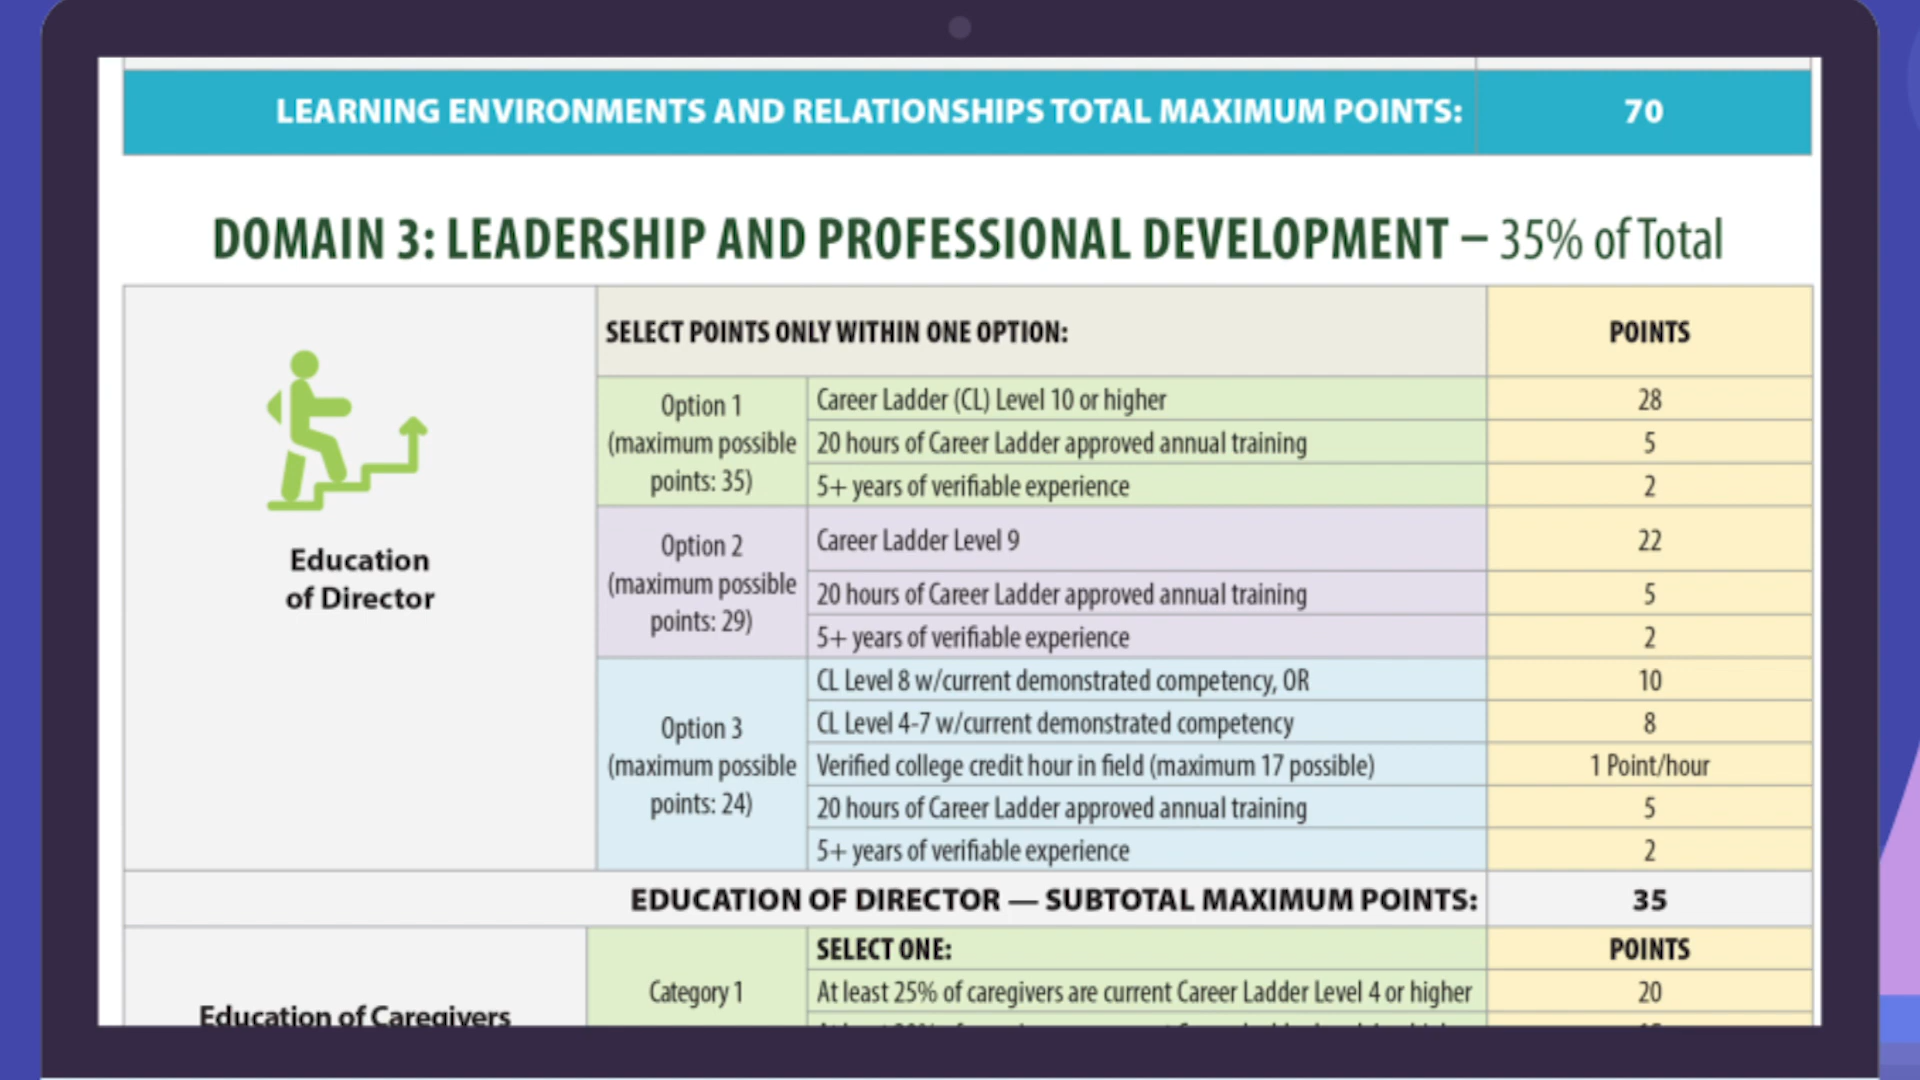 LEARNING ENVIRONMENTS AND RELATIONSHIPS TOTAL MAXIMUM POINTS: 70
DOMAIN 3: LEADERSHIP AND PROFESSIONAL DEVELOPMENT – 35% of Total
SELECT POINTS ONLY WITHIN ONE OPTION: POINTS
Education
of Director
Option 1
(maximum possible
points: 35)
Career Ladder (CL) Level 10 or higher 28
20 hours of Career Ladder approved annual training 5
5+ years of verifiable experience 2
Option 2
(maximum possible
points: 29)
Career Ladder Level 9 22
20 hours of Career Ladder approved annual training 5
5+ years of verifiable experience 2
Option 3
(maximum possible
points: 24)
CL Level 8 w/current demonstrated competency, OR 10
CL Level 4-7 w/current demonstrated competency 8
Verified college credit hour in field (maximum 17 possible) 1 Point/hour
20 hours of Career Ladder approved annual training 5
5+ years of verifiable experience 2
EDUCATION OF DIRECTOR — SUBTOTAL MAXIMUM POINTS: 35
Education of Caregivers
Category 1
SELECT ONE: POINTS
At least 25% of caregivers are current Career Ladder Level 4 or higher 20